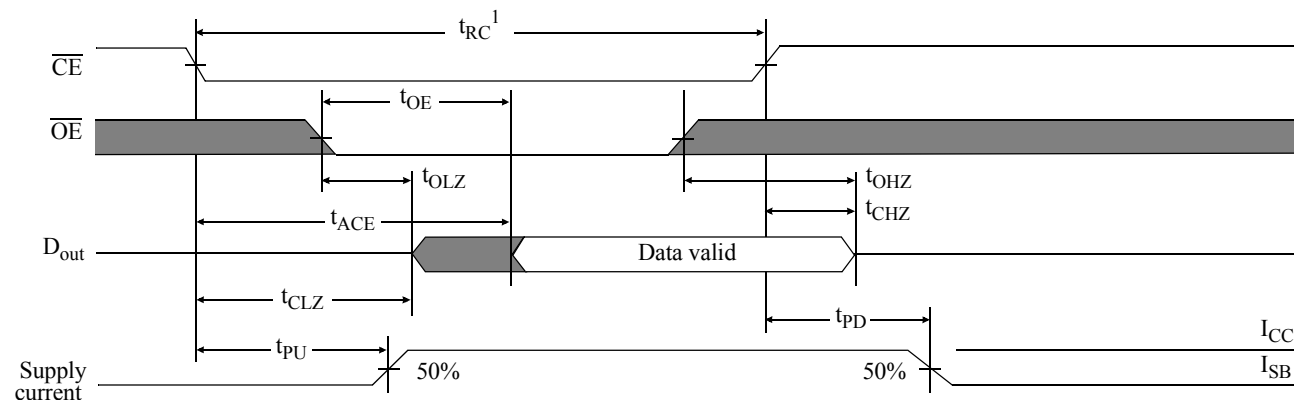 tRC1
CE
tOE
OE
tOLZ
tOHZ
tACE
tCHZ
Dout
Data valid
tCLZ
tPD
tPU
ICC
Supply
current
50%
50%
ISB